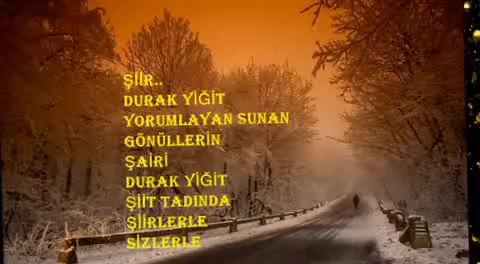 ŞİİR..
DURAK YİĞİT
YORUMLAYAN SUNAN
GÖNÜLLERİN
ŞAİRİ
DURAK YİĞİT
ŞİİT TADINDA
ŞİİRLERLE
SİZLERLE